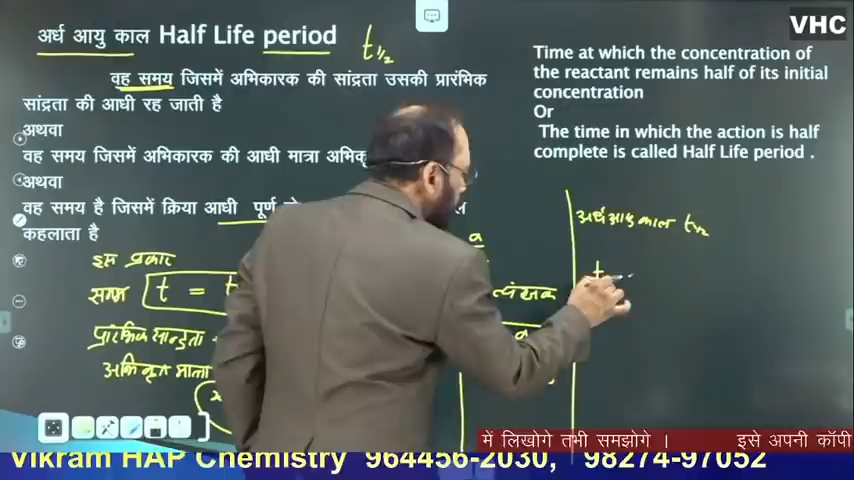 VHC
अर्ध आयु काल Half Life period t½
वह समय जिसमें अभिकारक की सांद्रता उसकी प्रारंभिक
सांद्रता की आधी रह जाती है
अथवा
वह समय जिसमें अभिकारक की आधी मात्रा
अथवा
वह समय है जिसमें क्रिया आधी पूर्ण
कहलाता है
Time at which the concentration of
the reactant remains half of its initial
concentration
Or
The time in which the action is half
complete is called Half Life period .
इस प्रकार
समय t =
प्रारंभिक सान्द्रता
a
अर्ध आयु काल t½
t
में लिखोगे तभी समझोगे । इसे अपनी कॉपी
Vikram HAP Chemistry 964456-2030, 98274-97052